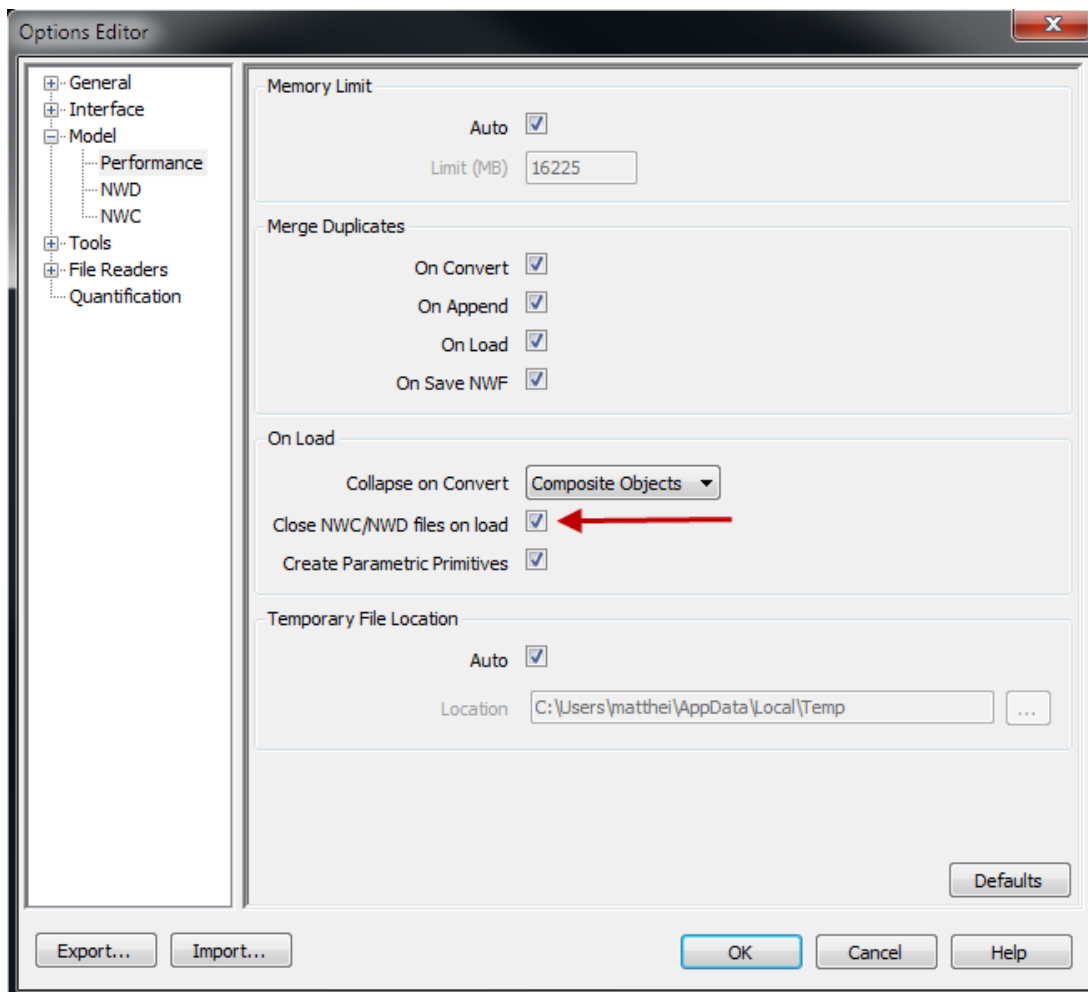 Options Editor
General
Interface
Model
Performance
NWD
NWC
Tools
File Readers
Quantification
Memory Limit
Auto
Limit (MB) 16225
Merge Duplicates
On Convert
On Append
On Load
On Save NWF
On Load
Collapse on Convert Composite Objects
Close NWC/NWD files on load
Create Parametric Primitives
Temporary File Location
Auto
Location C:\Users\matthei\AppData\Local\Temp ...
Defaults
Export... Import... OK Cancel Help